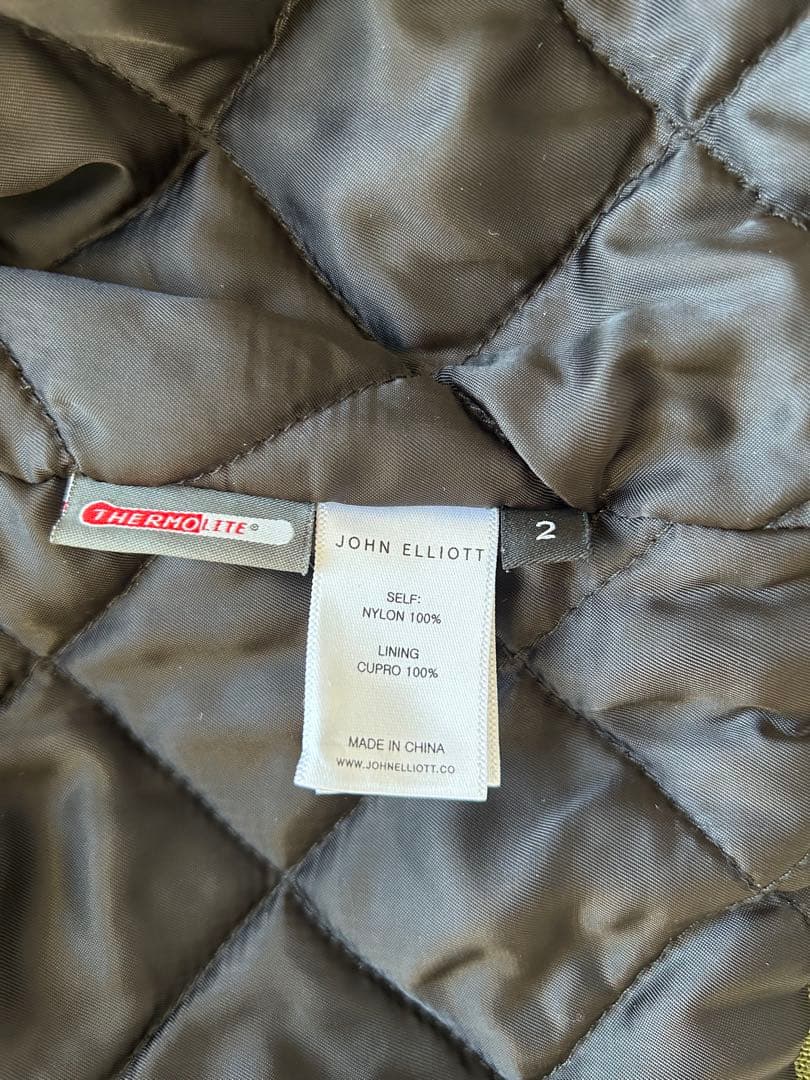 THERMOLITE®
JOHN ELLIOTT
SELF:
NYLON 100%
LINING
CUPRO 100%
MADE IN CHINA
WWW.JOHNELLIOTT.CO
2